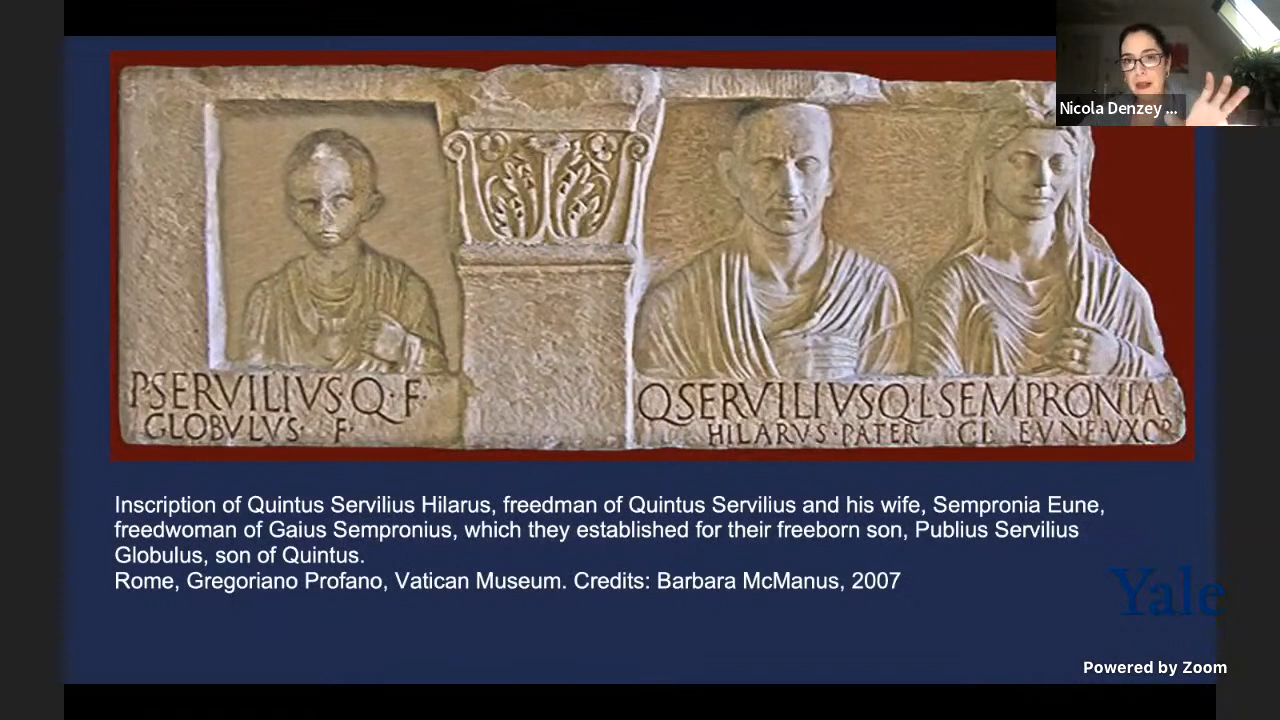 Nicola Denzey ...
P·SERVILIVS Q·F·
GLOBVLVS· F·
Q SERVILIVS Q·L SEMPRONIA
HILARVS·PATER C·L EVNE·VXOR
Inscription of Quintus Servilius Hilarus, freedman of Quintus Servilius and his wife, Sempronia Eune,
freedwoman of Gaius Sempronius, which they established for their freeborn son, Publius Servilius
Globulus, son of Quintus.
Rome, Gregoriano Profano, Vatican Museum. Credits: Barbara McManus, 2007
Yale
Powered by Zoom